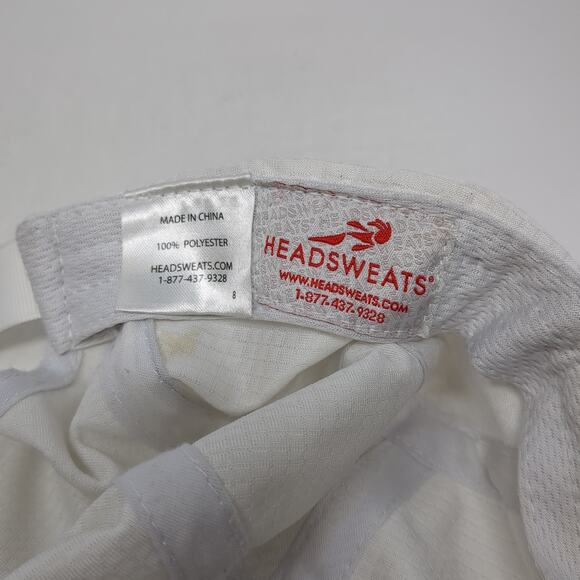 MADE IN CHINA
100% POLYESTER
HEADSWEATS.COM
1-877-437-9328
8
HEADSWEATS®
WWW.HEADSWEATS.COM
1-877-437-9328